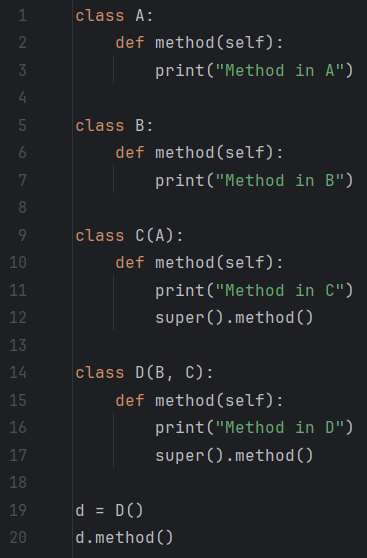 1 class A:
2     def method(self):
3         print("Method in A")
4
5 class B:
6     def method(self):
7         print("Method in B")
8
9 class C(A):
10     def method(self):
11         print("Method in C")
12         super().method()
13
14 class D(B, C):
15     def method(self):
16         print("Method in D")
17         super().method()
18
19 d = D()
20 d.method()